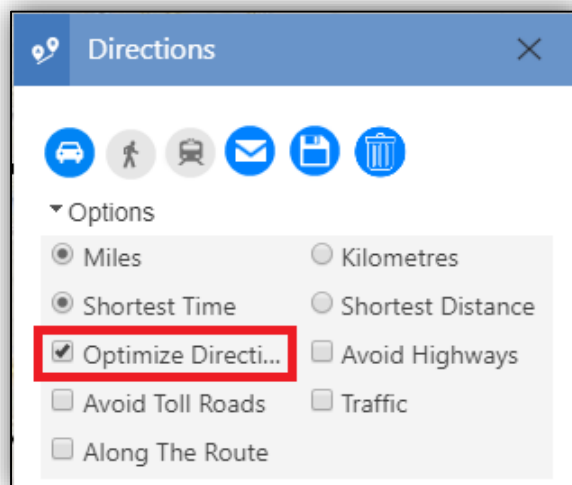 Directions
Options
Miles Kilometres
Shortest Time Shortest Distance
Optimize Directi... Avoid Highways
Avoid Toll Roads Traffic
Along The Route